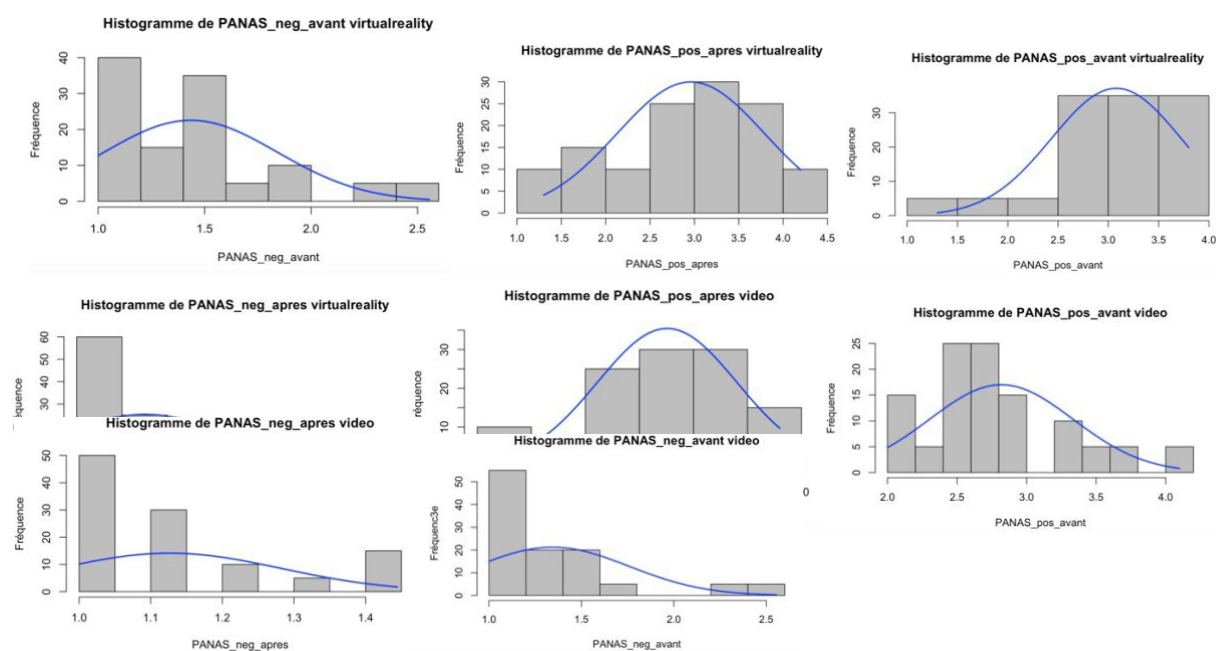 Histogramme de PANAS_neg_avant virtualreality
Fréquence
40
30
20
10
0
1.0 1.5 2.0 2.5
PANAS_neg_avant
Histogramme de PANAS_pos_apres virtualreality
Fréquence
30
25
20
15
10
5
0
1.0 1.5 2.0 2.5 3.0 3.5 4.0 4.5
PANAS_pos_apres
Histogramme de PANAS_pos_avant virtualreality
Fréquence
30
20
10
0
1.0 1.5 2.0 2.5 3.0 3.5 4.0
PANAS_pos_avant
Histogramme de PANAS_neg_apres virtualreality
équence
60
50
40
30
Histogramme de PANAS_pos_apres video
réquence
30
20
10
0
Histogramme de PANAS_pos_avant video
Fréquence
25
20
15
10
5
0
2.0 2.5 3.0 3.5 4.0
PANAS_pos_avant
Histogramme de PANAS_neg_apres video
Fréquence
50
40
30
20
10
0
1.0 1.1 1.2 1.3 1.4
PANAS_neg_apres
Histogramme de PANAS_neg_avant video
Fréquenc3e
50
40
30
20
10
0
1.0 1.5 2.0 2.5
PANAS_neg_avant